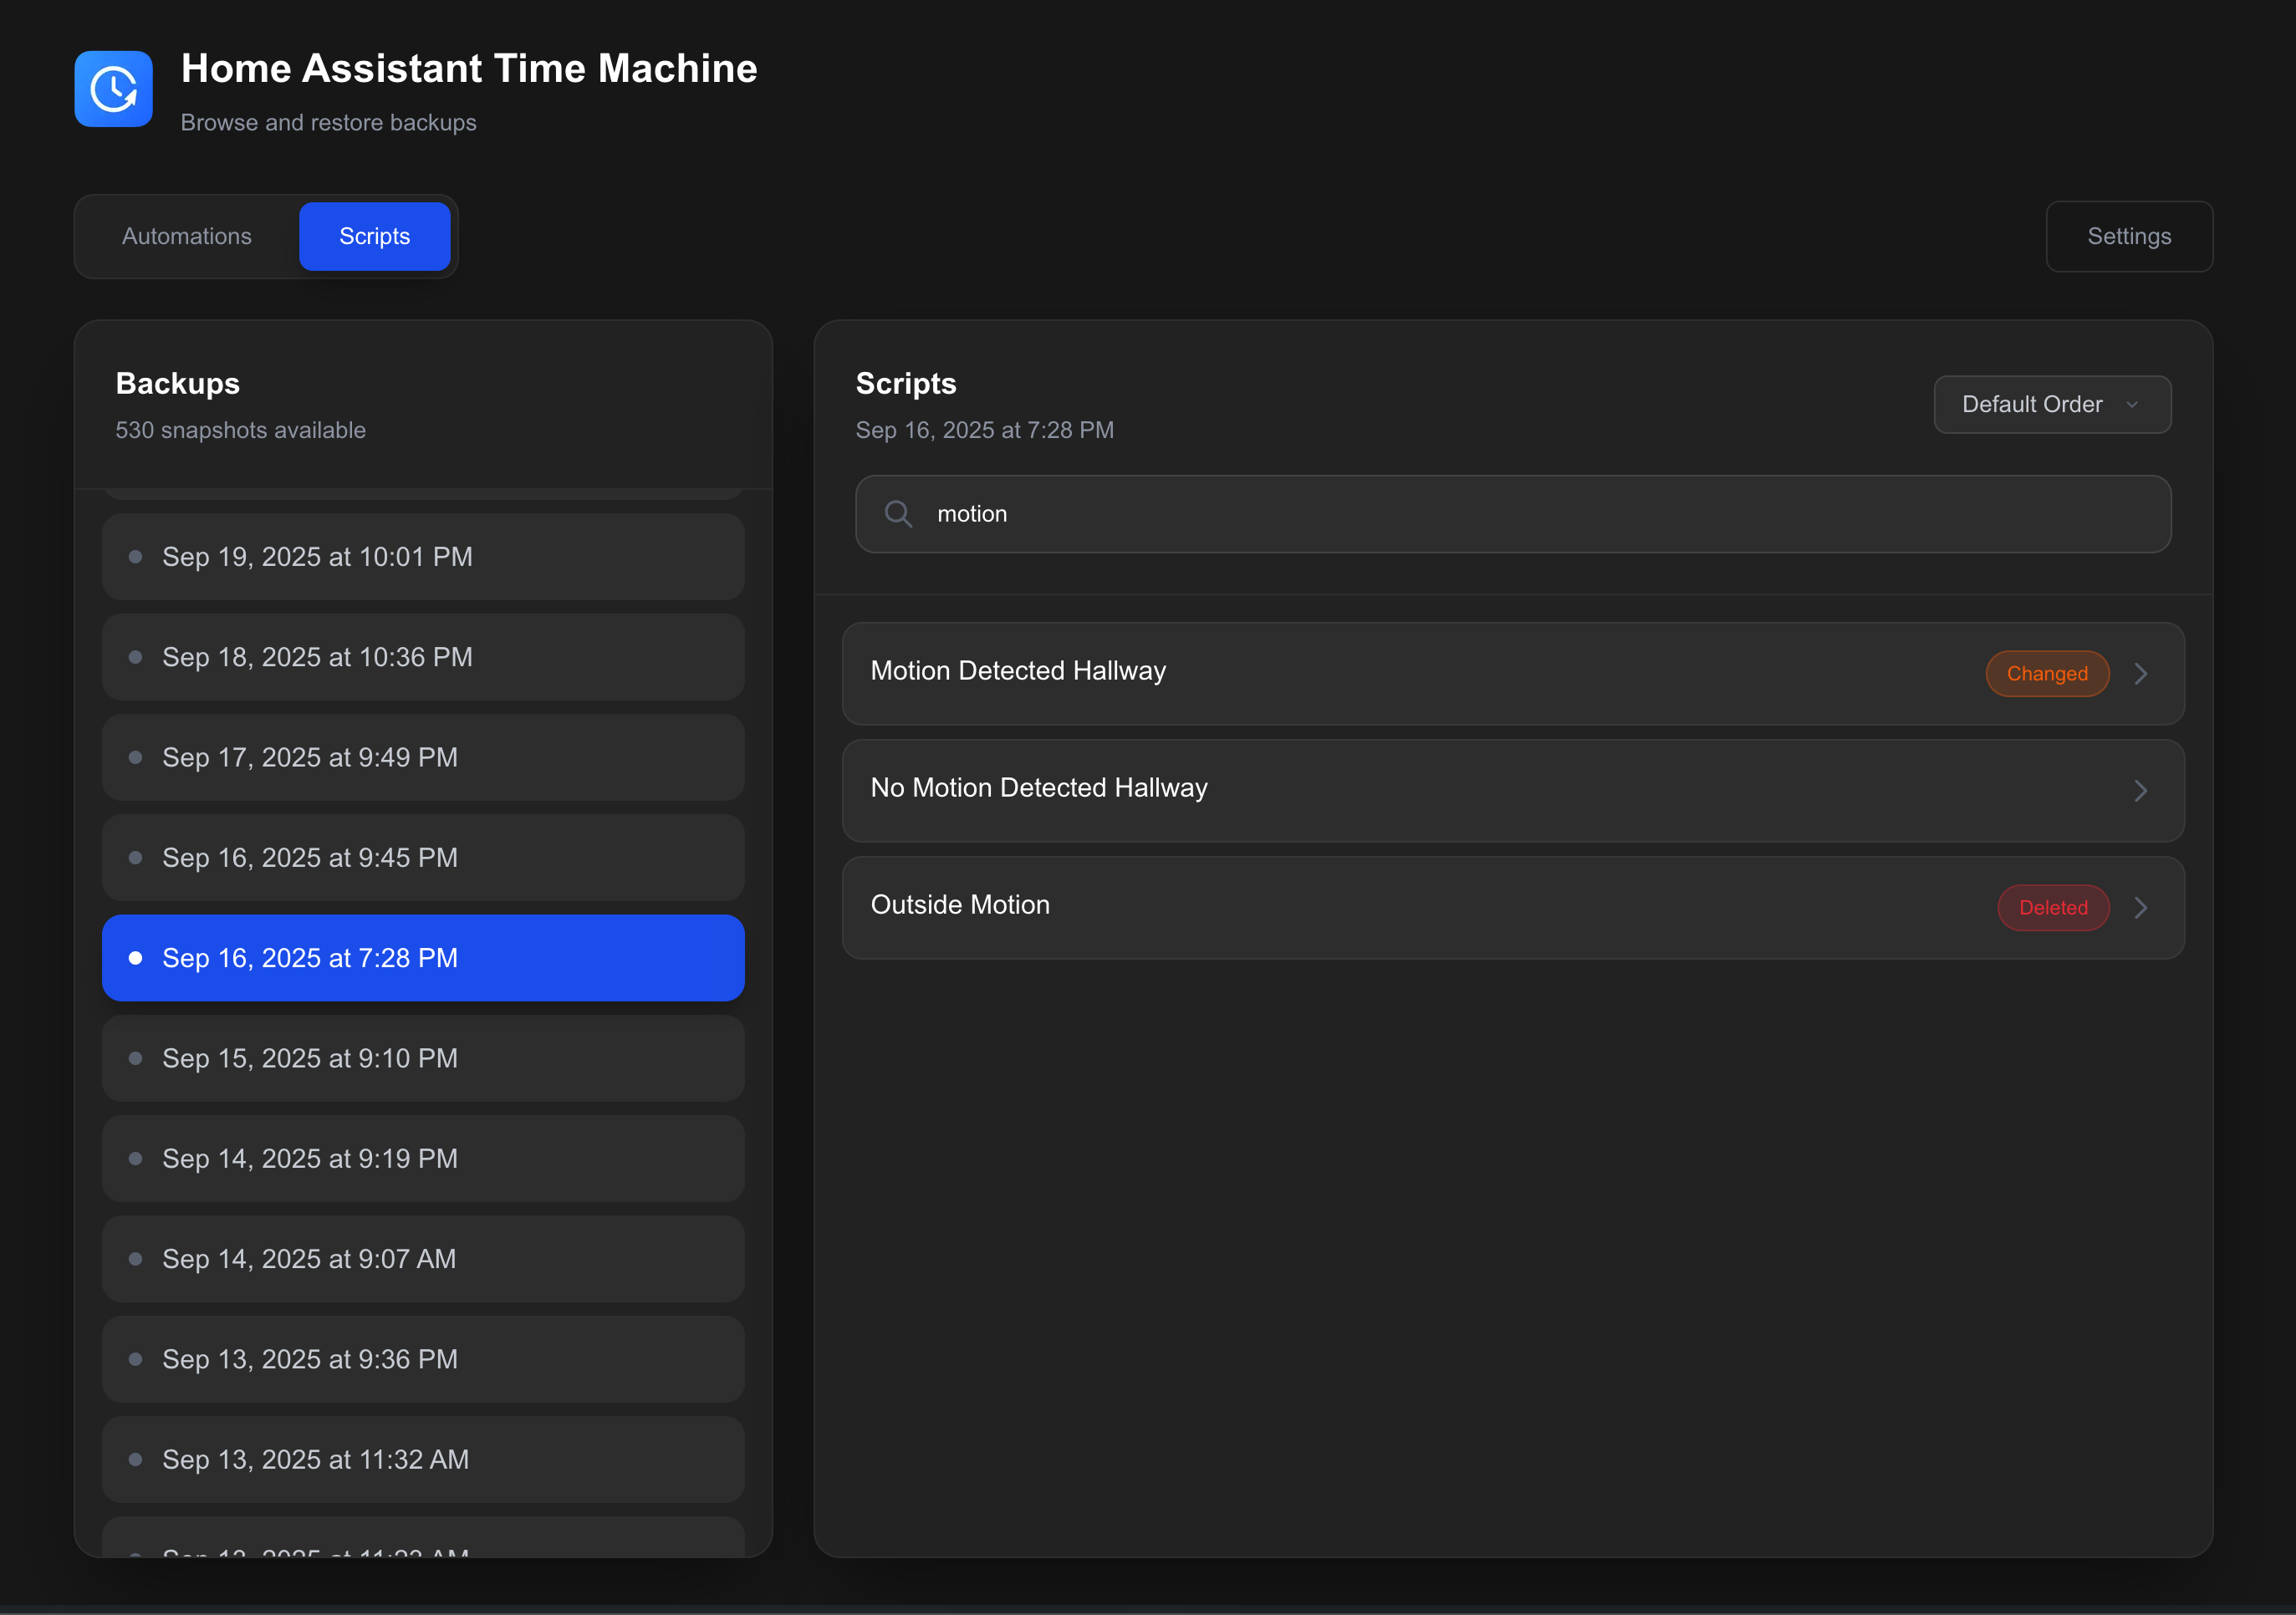 Home Assistant Time Machine
Browse and restore backups
Automations
Scripts
Settings
Backups
530 snapshots available
Sep 19, 2025 at 10:01 PM
Sep 18, 2025 at 10:36 PM
Sep 17, 2025 at 9:49 PM
Sep 16, 2025 at 9:45 PM
Sep 16, 2025 at 7:28 PM
Sep 15, 2025 at 9:10 PM
Sep 14, 2025 at 9:19 PM
Sep 14, 2025 at 9:07 AM
Sep 13, 2025 at 9:36 PM
Sep 13, 2025 at 11:32 AM
Scripts
Sep 16, 2025 at 7:28 PM
Default Order
motion
Motion Detected Hallway
Changed
No Motion Detected Hallway
Outside Motion
Deleted